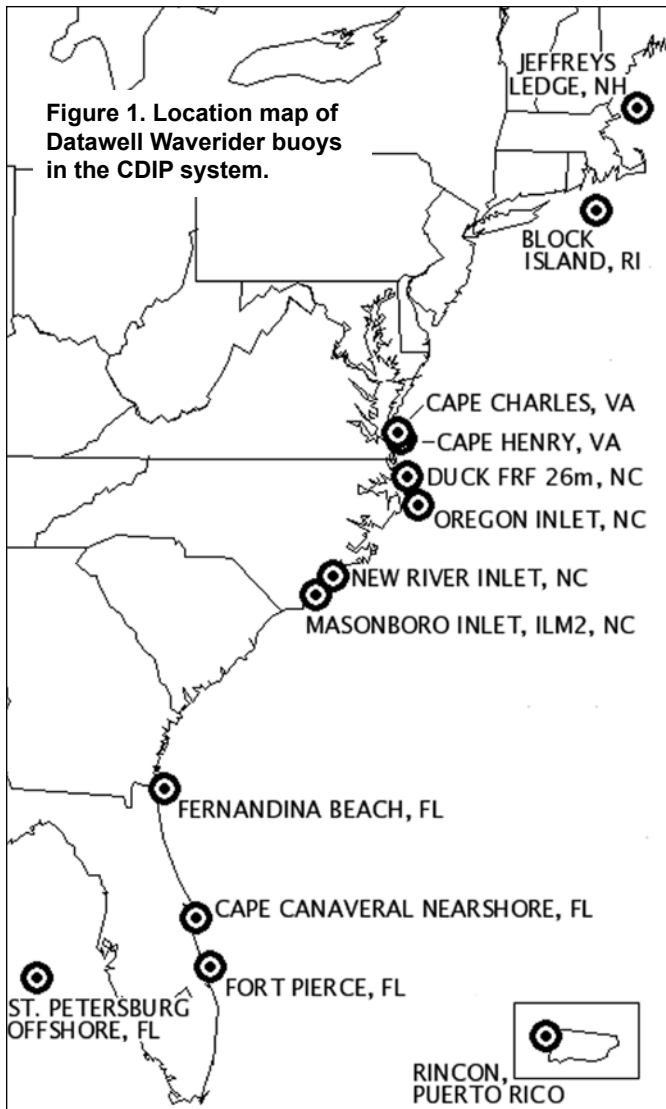 JEFFREYS
LEDGE, NH
Figure 1. Location map of
Datawell Waverider buoys
in the CDIP system.
BLOCK
ISLAND, RI
CAPE CHARLES, VA
CAPE HENRY, VA
DUCK FRF 26m, NC
OREGON INLET, NC
NEW RIVER INLET, NC
MASONBORO INLET, ILM2, NC
FERNANDINA BEACH, FL
CAPE CANAVERAL NEARSHORE, FL
FORT PIERCE, FL
ST. PETERSBURG
OFFSHORE, FL
RINCON,
PUERTO RICO